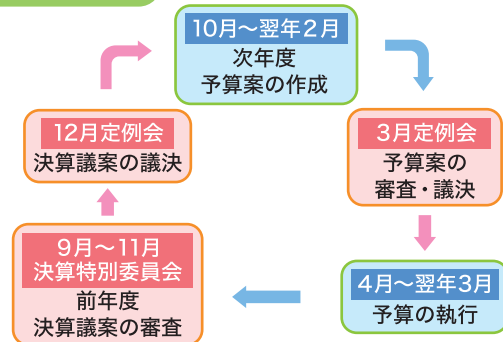 10月～翌年2月
次年度
予算案の作成
3月定例会
予算案の
審査・議決
4月～翌年3月
予算の執行
9月～11月
決算特別委員会
前年度
決算議案の審査
12月定例会
決算議案の議決